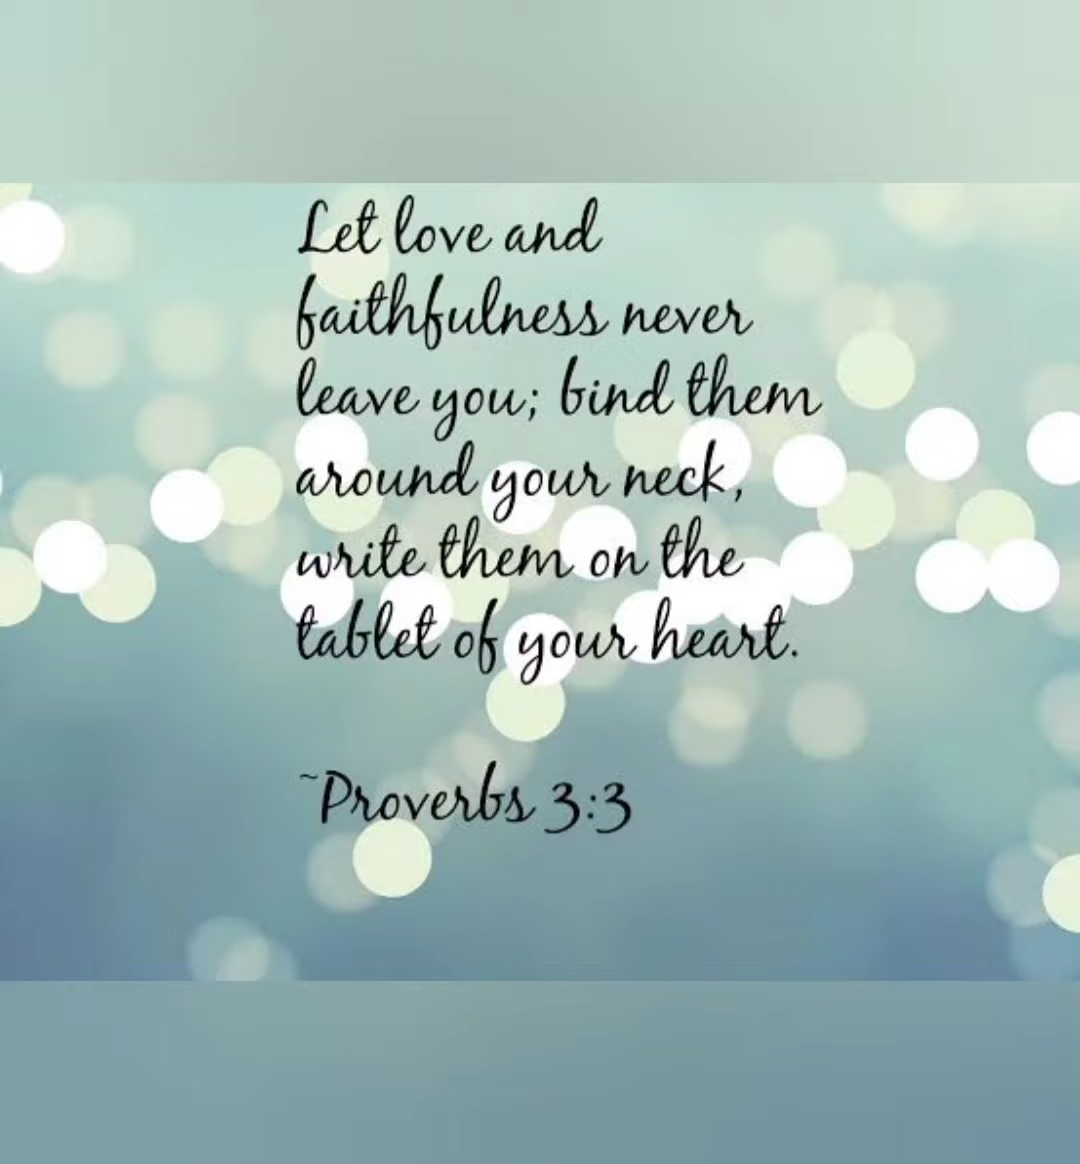 Let love and
faithfulness never
leave you; bind them
around your neck,
write them on the
tablet of your heart.
~Proverbs 3:3